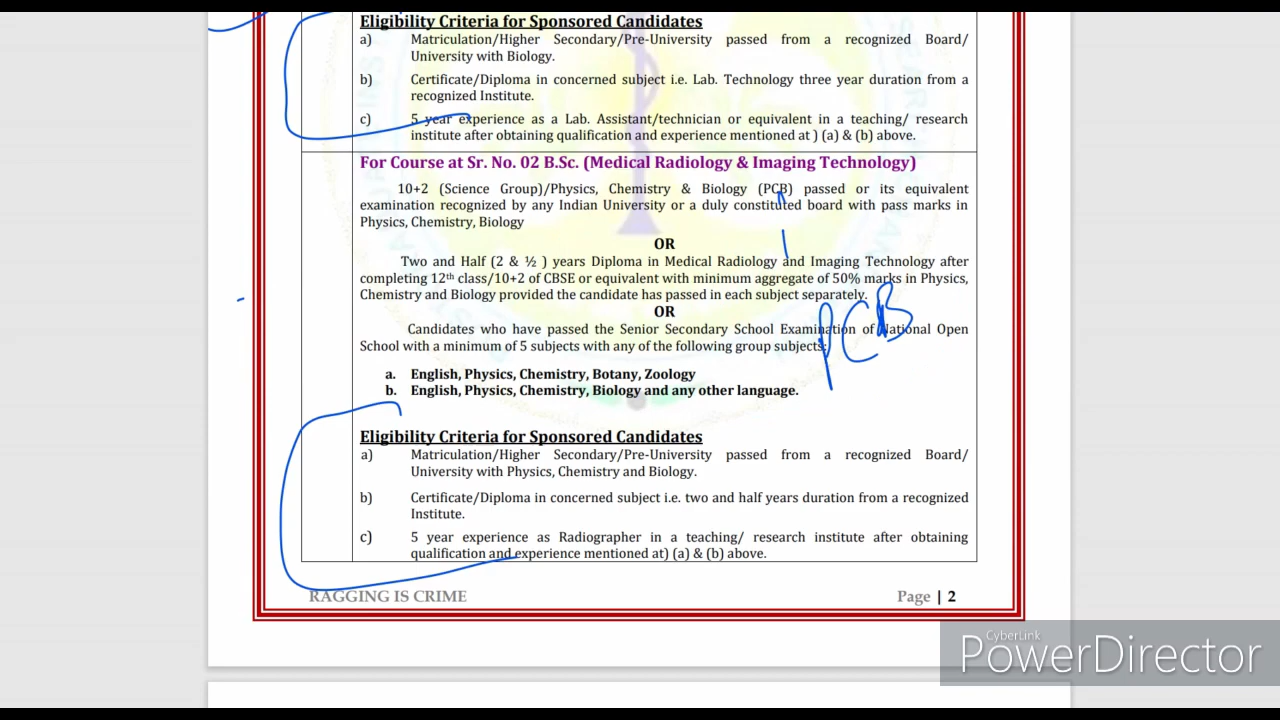 Eligibility Criteria for Sponsored Candidates
a) Matriculation/Higher Secondary/Pre-University passed from a recognized Board/
University with Biology.
b) Certificate/Diploma in concerned subject i.e. Lab. Technology three year duration from a
recognized Institute.
c) 5 year experience as a Lab. Assistant/technician or equivalent in a teaching/ research
institute after obtaining qualification and experience mentioned at ) (a) & (b) above.
For Course at Sr. No. 02 B.Sc. (Medical Radiology & Imaging Technology)
10+2 (Science Group)/Physics, Chemistry & Biology (PCB) passed or its equivalent
examination recognized by any Indian University or a duly constituted board with pass marks in
Physics, Chemistry, Biology
OR
Two and Half (2 & ½ ) years Diploma in Medical Radiology and Imaging Technology after
completing 12th class/10+2 of CBSE or equivalent with minimum aggregate of 50% marks in Physics,
Chemistry and Biology provided the candidate has passed in each subject separately.
OR
Candidates who have passed the Senior Secondary School Examination of National Open
School with a minimum of 5 subjects with any of the following group subjects:
PCB
a. English, Physics, Chemistry, Botany, Zoology
b. English, Physics, Chemistry, Biology and any other language.
Eligibility Criteria for Sponsored Candidates
a) Matriculation/Higher Secondary/Pre-University passed from a recognized Board/
University with Physics, Chemistry and Biology.
b) Certificate/Diploma in concerned subject i.e. two and half years duration from a recognized
Institute.
c) 5 year experience as Radiographer in a teaching/ research institute after obtaining
qualification and experience mentioned at) (a) & (b) above.
RAGGING IS CRIME Page | 2
CyberLink
PowerDirector